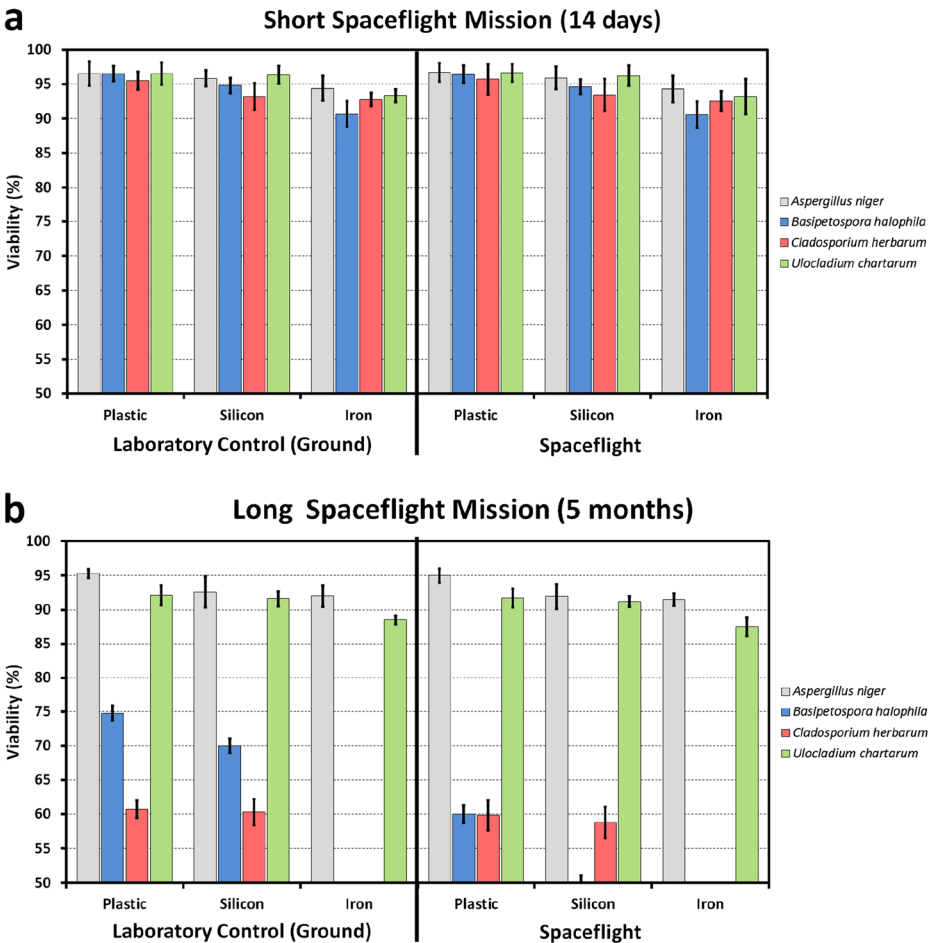 a
Short Spaceflight Mission (14 days)
Viability (%)
100
95
90
85
80
75
70
65
60
55
50
Plastic Silicon Iron Plastic Silicon Iron
Laboratory Control (Ground) Spaceflight
Aspergillus niger
Basipetospora halophila
Cladosporium herbarum
Ulocladium chartarum
b
Long Spaceflight Mission (5 months)
Viability (%)
100
95
90
85
80
75
70
65
60
55
50
Plastic Silicon Iron Plastic Silicon Iron
Laboratory Control (Ground) Spaceflight
Aspergillus niger
Basipetospora halophila
Cladosporium herbarum
Ulocladium chartarum